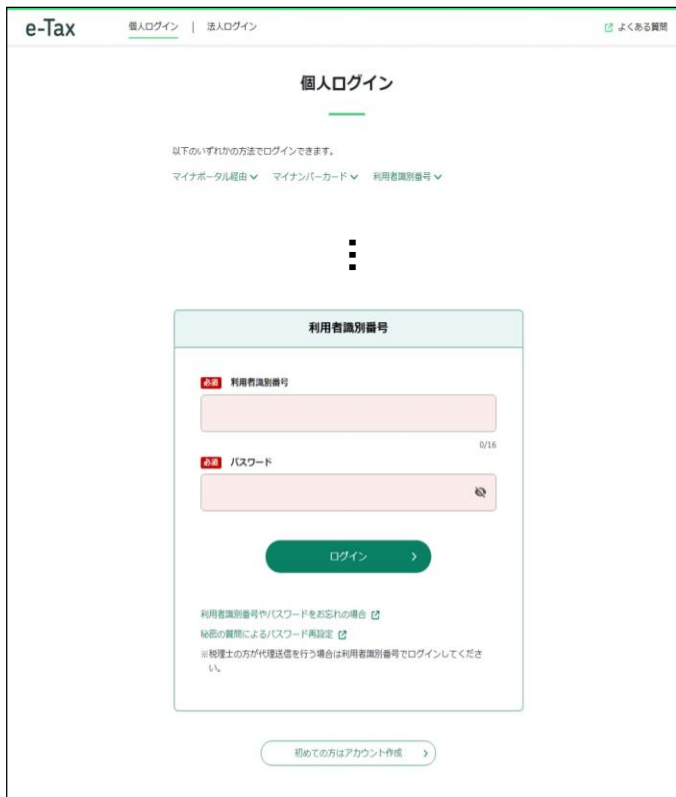 e-Tax 個人ログイン | 法人ログイン よくある質問
個人ログイン
以下のいずれかの方法でログインできます。
マイナポータル経由 マイナンバーカード 利用者識別番号
利用者識別番号
必須 利用者識別番号
0/16
必須 パスワード
ログイン
利用者識別番号やパスワードをお忘れの場合
秘密の質問によるパスワード再設定
※税理士の方が代理送信を行う場合は利用者識別番号でログインしてくださ
い。
初めての方はアカウント作成